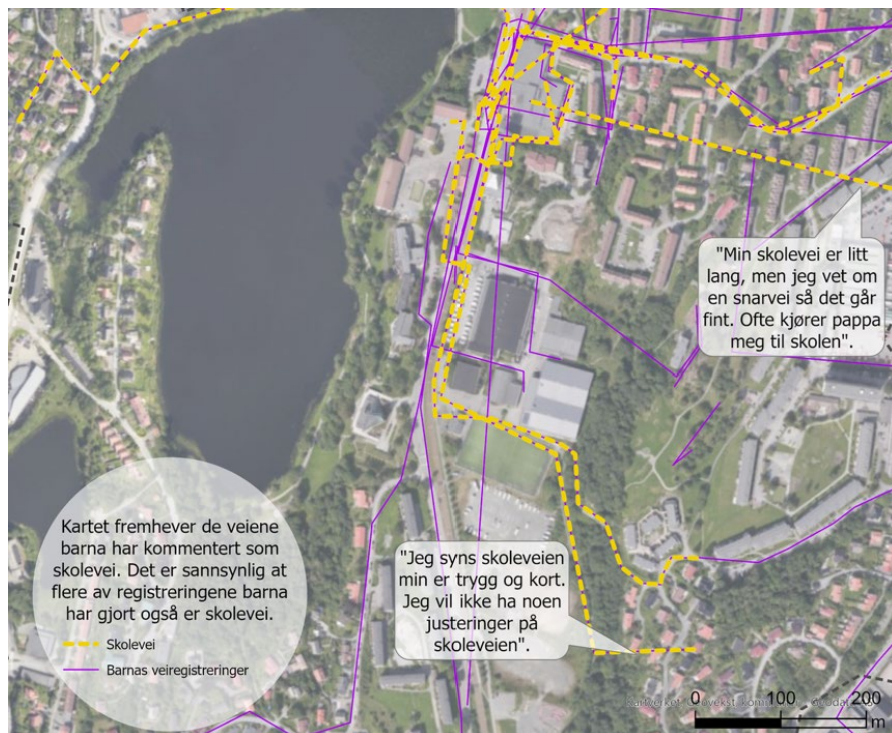 "Min skolevei er litt
lang, men jeg vet om
en snarvei så det går
fint. Ofte kjører pappa
meg til skolen".
Kartet fremhever de veiene
barna har kommentert som
skolevei. Det er sannsynlig at
flere av registreringene barna
har gjort også er skolevei.
Skolevei
Barnas veiregistreringer
"Jeg syns skoleveien
min er trygg og kort.
Jeg vil ikke ha noen
justeringer på
skoleveien".
0 100 200
m